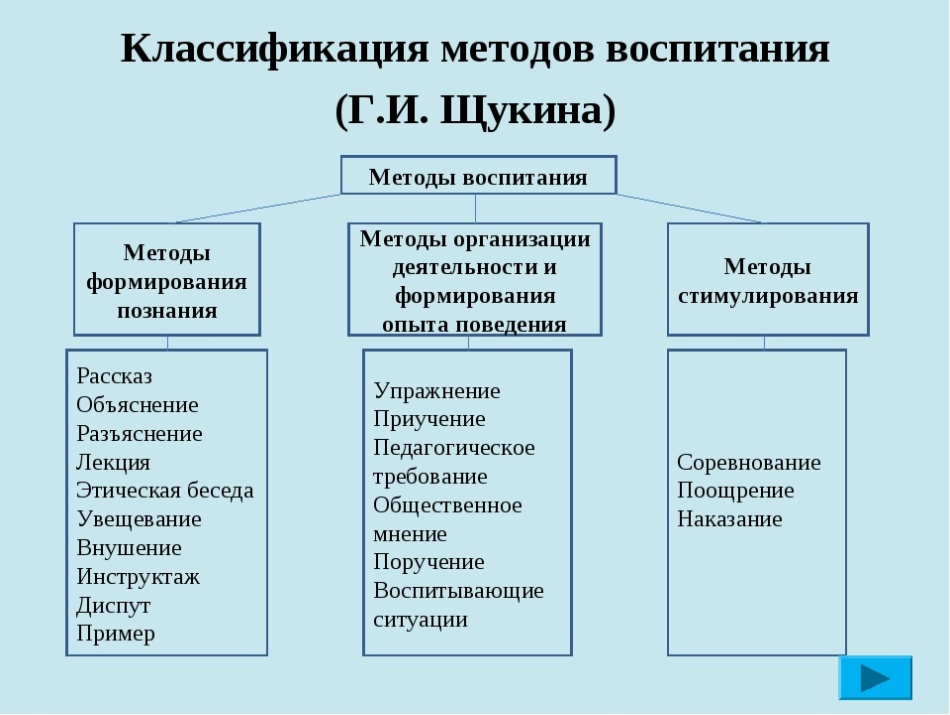 Классификация методов воспитания
(Г.И. Щукина)
Методы воспитания
Методы
формирования
познания
Методы организации
деятельности и
формирования
опыта поведения
Методы
стимулирования
Рассказ
Объяснение
Разъяснение
Лекция
Этическая беседа
Увещевание
Внушение
Инструктаж
Диспут
Пример
Упражнение
Приучение
Педагогическое
требование
Общественное
мнение
Поручение
Воспитывающие
ситуации
Соревнование
Поощрение
Наказание